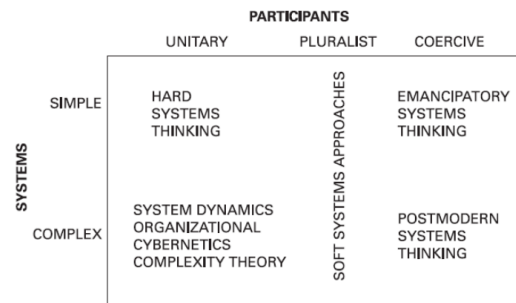 PARTICIPANTS
UNITARY PLURALIST COERCIVE
SYSTEMS
SIMPLE
HARD
SYSTEMS
THINKING
SOFT SYSTEMS APPROACHES
EMANCIPATORY
SYSTEMS
THINKING
COMPLEX
SYSTEM DYNAMICS
ORGANIZATIONAL
CYBERNETICS
COMPLEXITY THEORY
POSTMODERN
SYSTEMS
THINKING